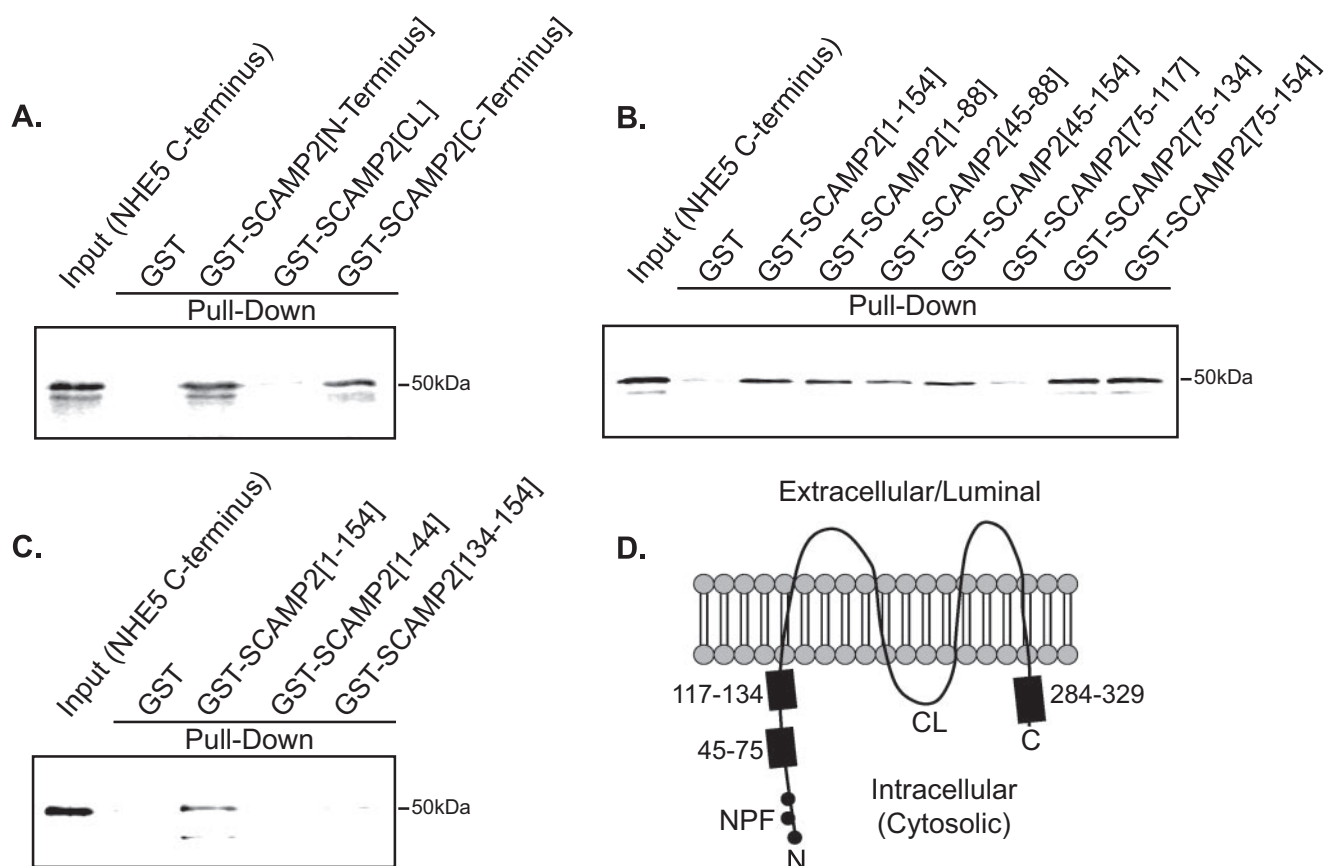 A.
Input (NHE5 C-terminus)
GST
GST-SCAMP2[N-Terminus]
GST-SCAMP2[CL]
GST-SCAMP2[C-Terminus]
Pull-Down
50kDa
B.
Input (NHE5 C-terminus)
GST
GST-SCAMP2[1-154]
GST-SCAMP2[1-88]
GST-SCAMP2[45-88]
GST-SCAMP2[45-154]
GST-SCAMP2[75-117]
GST-SCAMP2[75-134]
GST-SCAMP2[75-154]
Pull-Down
50kDa
C.
Input (NHE5 C-terminus)
GST
GST-SCAMP2[1-154]
GST-SCAMP2[1-44]
GST-SCAMP2[134-154]
Pull-Down
50kDa
D.
Extracellular/Luminal
117-134
45-75
NPF
N
CL
284-329
C
Intracellular
(Cytosolic)